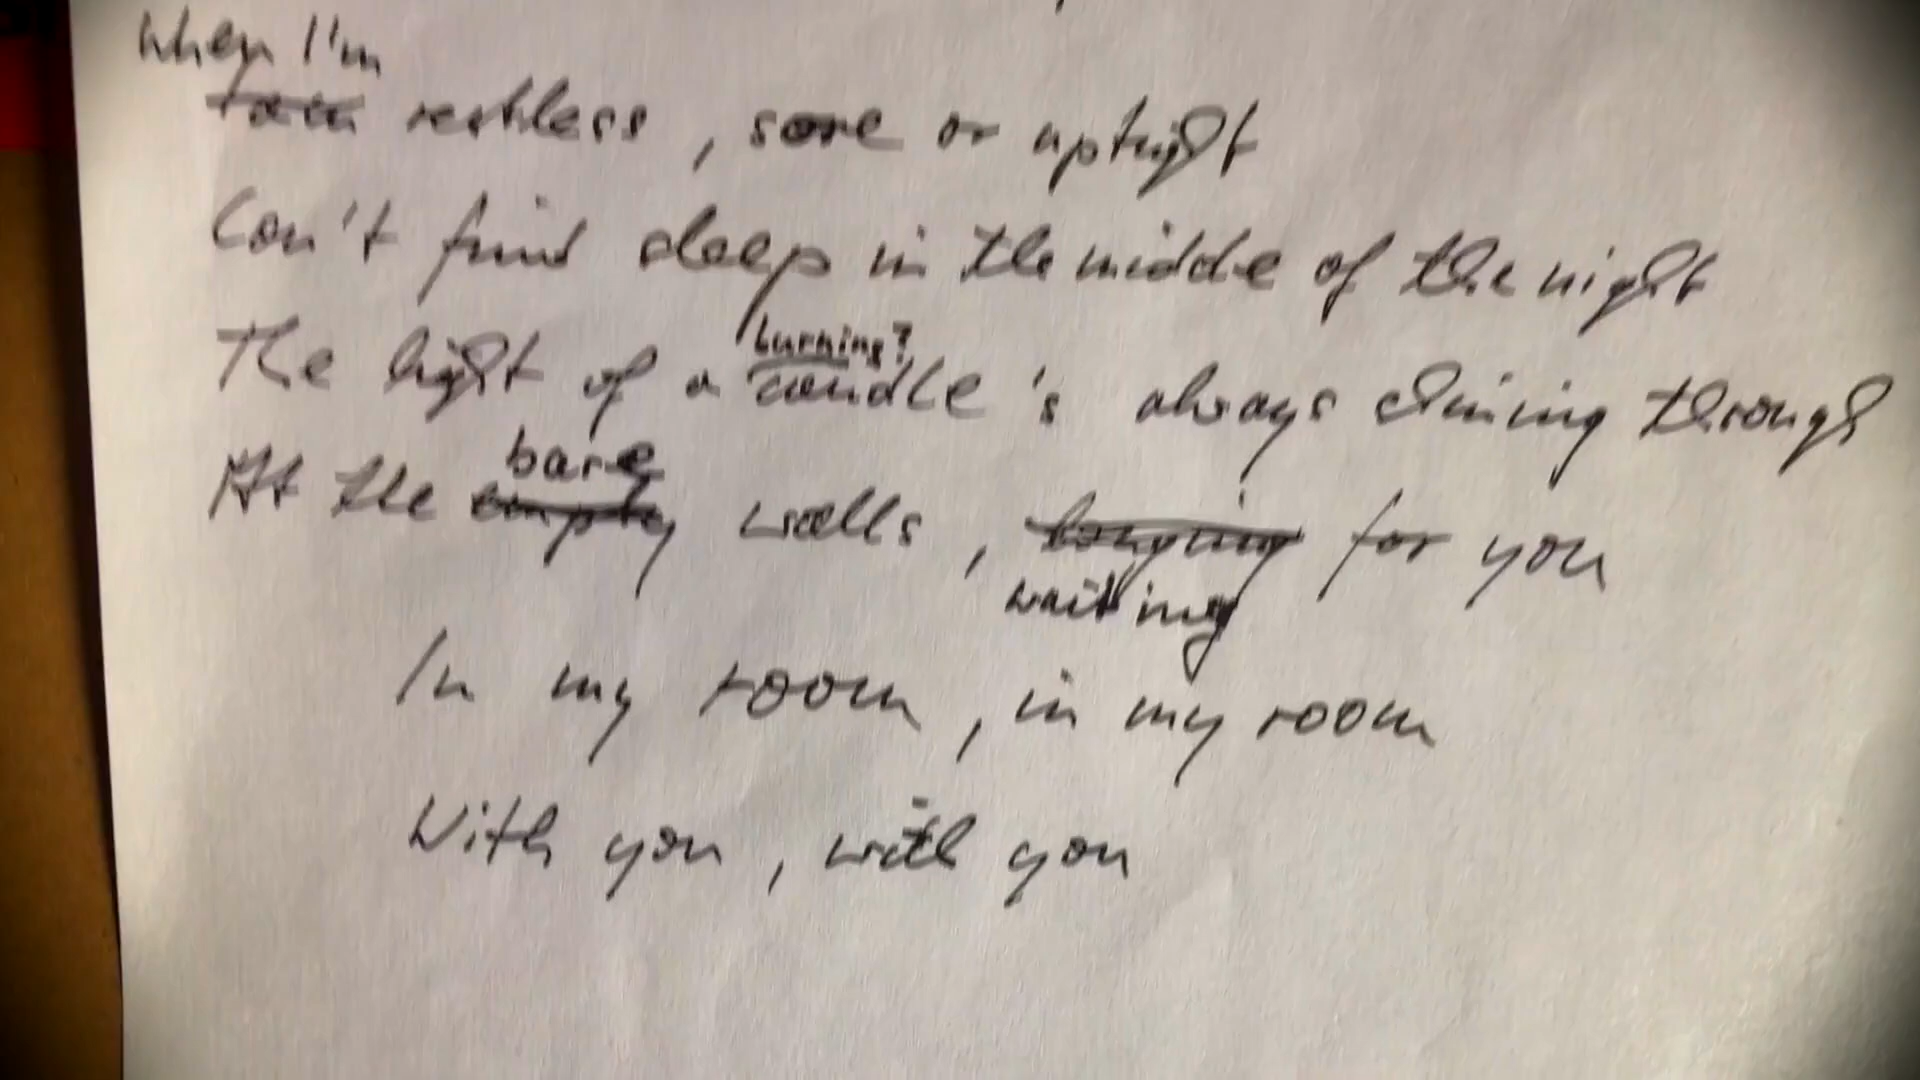 When I'm
restless, sore or uptight
Can't find sleep in the middle of the night
burning?
The light of a candle's always shining through
bare
At the empty walls, longing for you
waiting
In my room, in my room
With you, with you